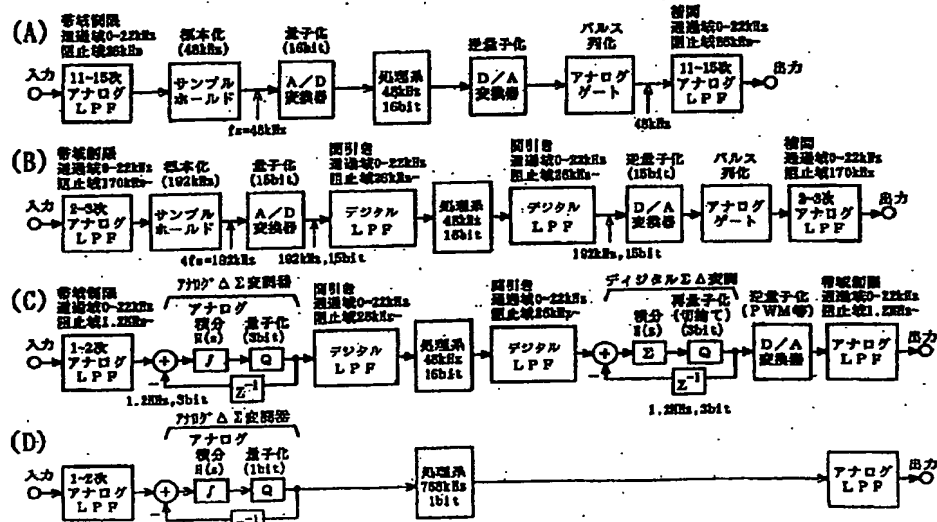 (A)
帯域制限
通過域0-22kHz
阻止域26kHz
標本化
(48kHz)
量子化
(16bit)
逆量子化
パルス
列化
補間
通過域0-22kHz
入力
11-15次
アナログ
LPF
サンプル
ホールド
A/D
変換器
処理系
48kHz
16bit
D/A
変換器
アナログ
ゲート
11-15次
アナログ
LPF
出力
fs=48kHz
48kHz
(B)
帯域制限
通過域0-22kHz
阻止域170kHz~
標本化
(192kHz)
量子化
(15bit)
間引き
通過域0-22kHz
阻止域26kHz~
間引き
通過域0-22kHz
阻止域26kHz~
逆量子化
(15bit)
パルス
列化
補間
通過域0-22kHz
阻止域170kHz
入力
2-3次
アナログ
LPF
サンプル
ホールド
A/D
変換器
デジタル
LPF
処理系
48kHz
16bit
デジタル
LPF
D/A
変換器
アナログ
ゲート
2-3次
アナログ
LPF
出力
4fs=192kHz
192kHz,15bit
192kHz,15bit
(C)
帯域制限
通過域0-22kHz
阻止域1.2MHz~
アナログΔΣ変調器
アナログ
積分
H(s)
量子化
(3bit)
間引き
通過域0-22kHz
阻止域26kHz~
間引き
通過域0-22kHz
阻止域26kHz~
ディジタルΣΔ変調
積分
再量子化
(切捨て)
(3bit)
逆量子化
(PWM等)
帯域制限
通過域0-22kHz
阻止域1.2MHz~
入力
1-2次
アナログ
LPF
+
∫
Q
デジタル
LPF
処理系
48kHz
16bit
デジタル
LPF
+
Σ
Q
D/A
変換器
アナログ
LPF
出力
−
Z⁻¹
−
Z⁻¹
1.2MHz,3bit
1.2MHz,3bit
(D)
アナログΔΣ変調器
アナログ
積分
H(s)
量子化
(1bit)
入力
1-2次
アナログ
LPF
+
∫
Q
処理系
1bit
アナログ
LPF
出力
−